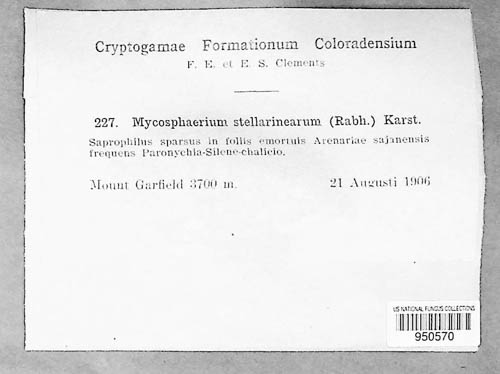 Cryptogamae Formationum Coloradensium
F. E. et E. S. Clements
227. Mycosphaerium stellarinearum (Rabh.) Karst.
Saprophilus sparsus in foliis emortuis Arenariae sajanensis
frequens Paronychia-Silene-chalicio.
Mount Garfield 3700 m. 21 Augusti 1906
US NATIONAL FUNGUS COLLECTIONS
950570